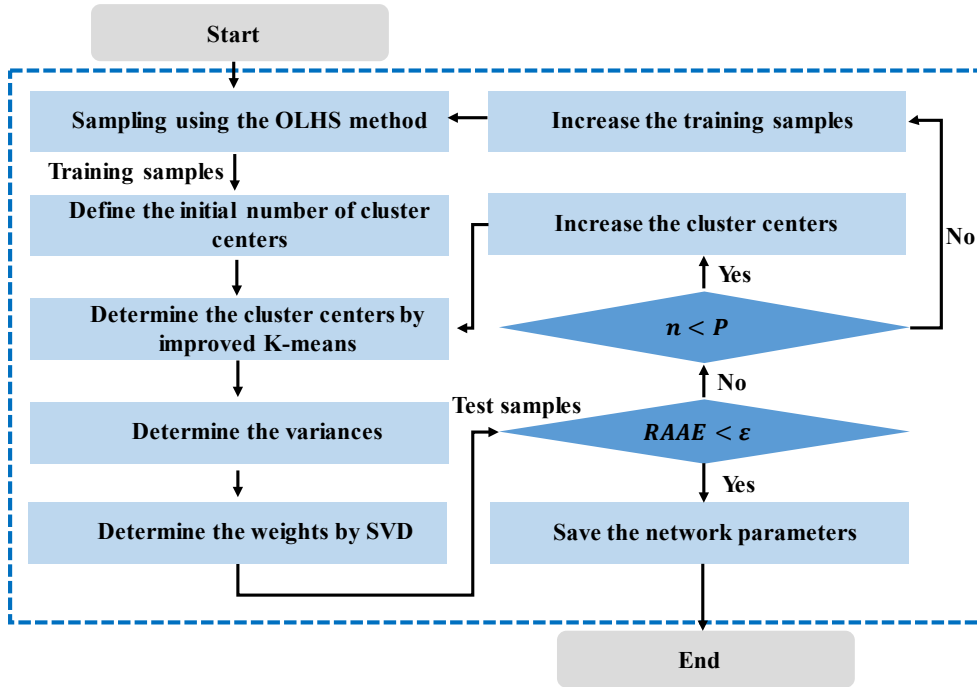 Start
Sampling using the OLHS method
Increase the training samples
Training samples
Define the initial number of cluster
centers
Increase the cluster centers
No
Yes
Determine the cluster centers by
improved K-means
n < P
No
Test samples
Determine the variances
RAAE < ε
Yes
Determine the weights by SVD
Save the network parameters
End